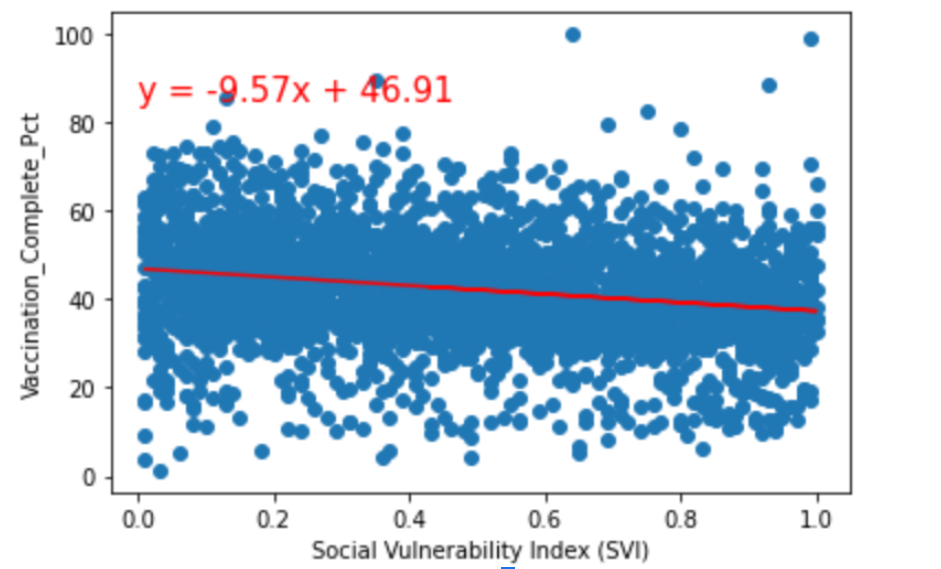 100
y = -9.57x + 46.91
80
60
40
20
0
Vaccination_Complete_Pct
0.0 0.2 0.4 0.6 0.8 1.0
Social Vulnerability Index (SVI)